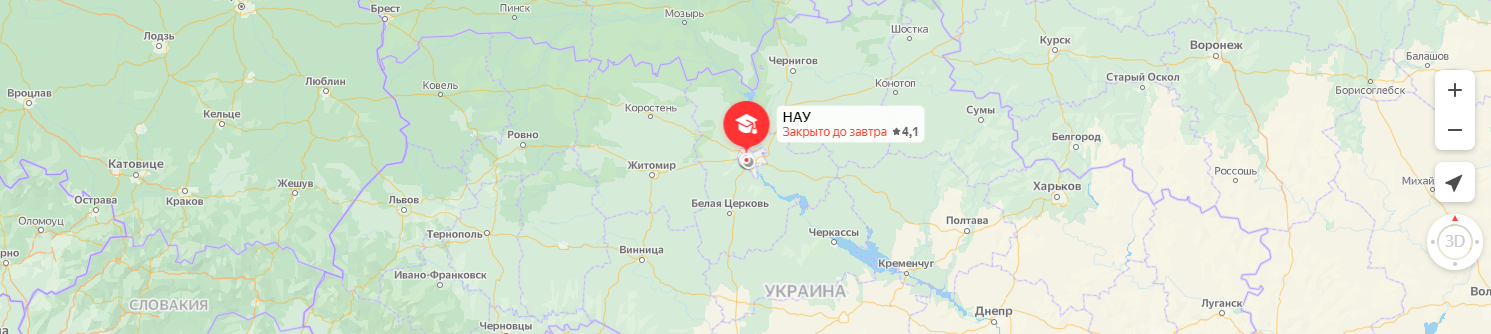 Брест
Пинск
Мозырь
Лодзь
Шостка
Курск
Воронеж
Балашов
Чернигов
Люблин
Ковель
Конотоп
Старый Оскол
Борисоглебск
Вроцлав
Кельце
Коростень
НАУ
Закрыто до завтра ★4,1
Сумы
Ровно
Белгород
Катовице
Житомир
Россошь
Жешув
Харьков
Михай
Острава
Краков
Львов
Белая Церковь
Оломоуц
Полтава
Тернополь
Черкассы
3D
рно
Винница
Кременчуг
Ивано-Франковск
УКРАИНА
Вол
СЛОВАКИЯ
Луганск
Днепр
Черновцы